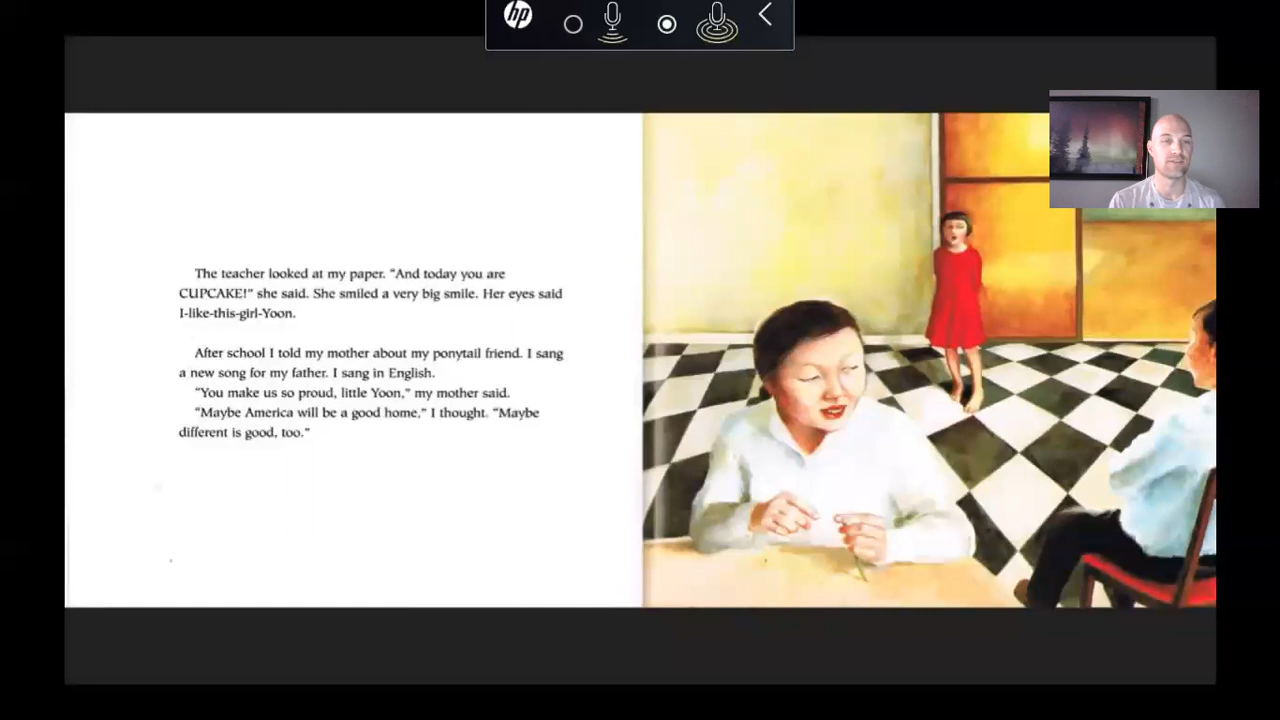 hp
The teacher looked at my paper. “And today you are
CUPCAKE!” she said. She smiled a very big smile. Her eyes said
I-like-this-girl-Yoon.
After school I told my mother about my ponytail friend. I sang
a new song for my father. I sang in English.
“You make us so proud, little Yoon,” my mother said.
“Maybe America will be a good home,” I thought. “Maybe
different is good, too.”